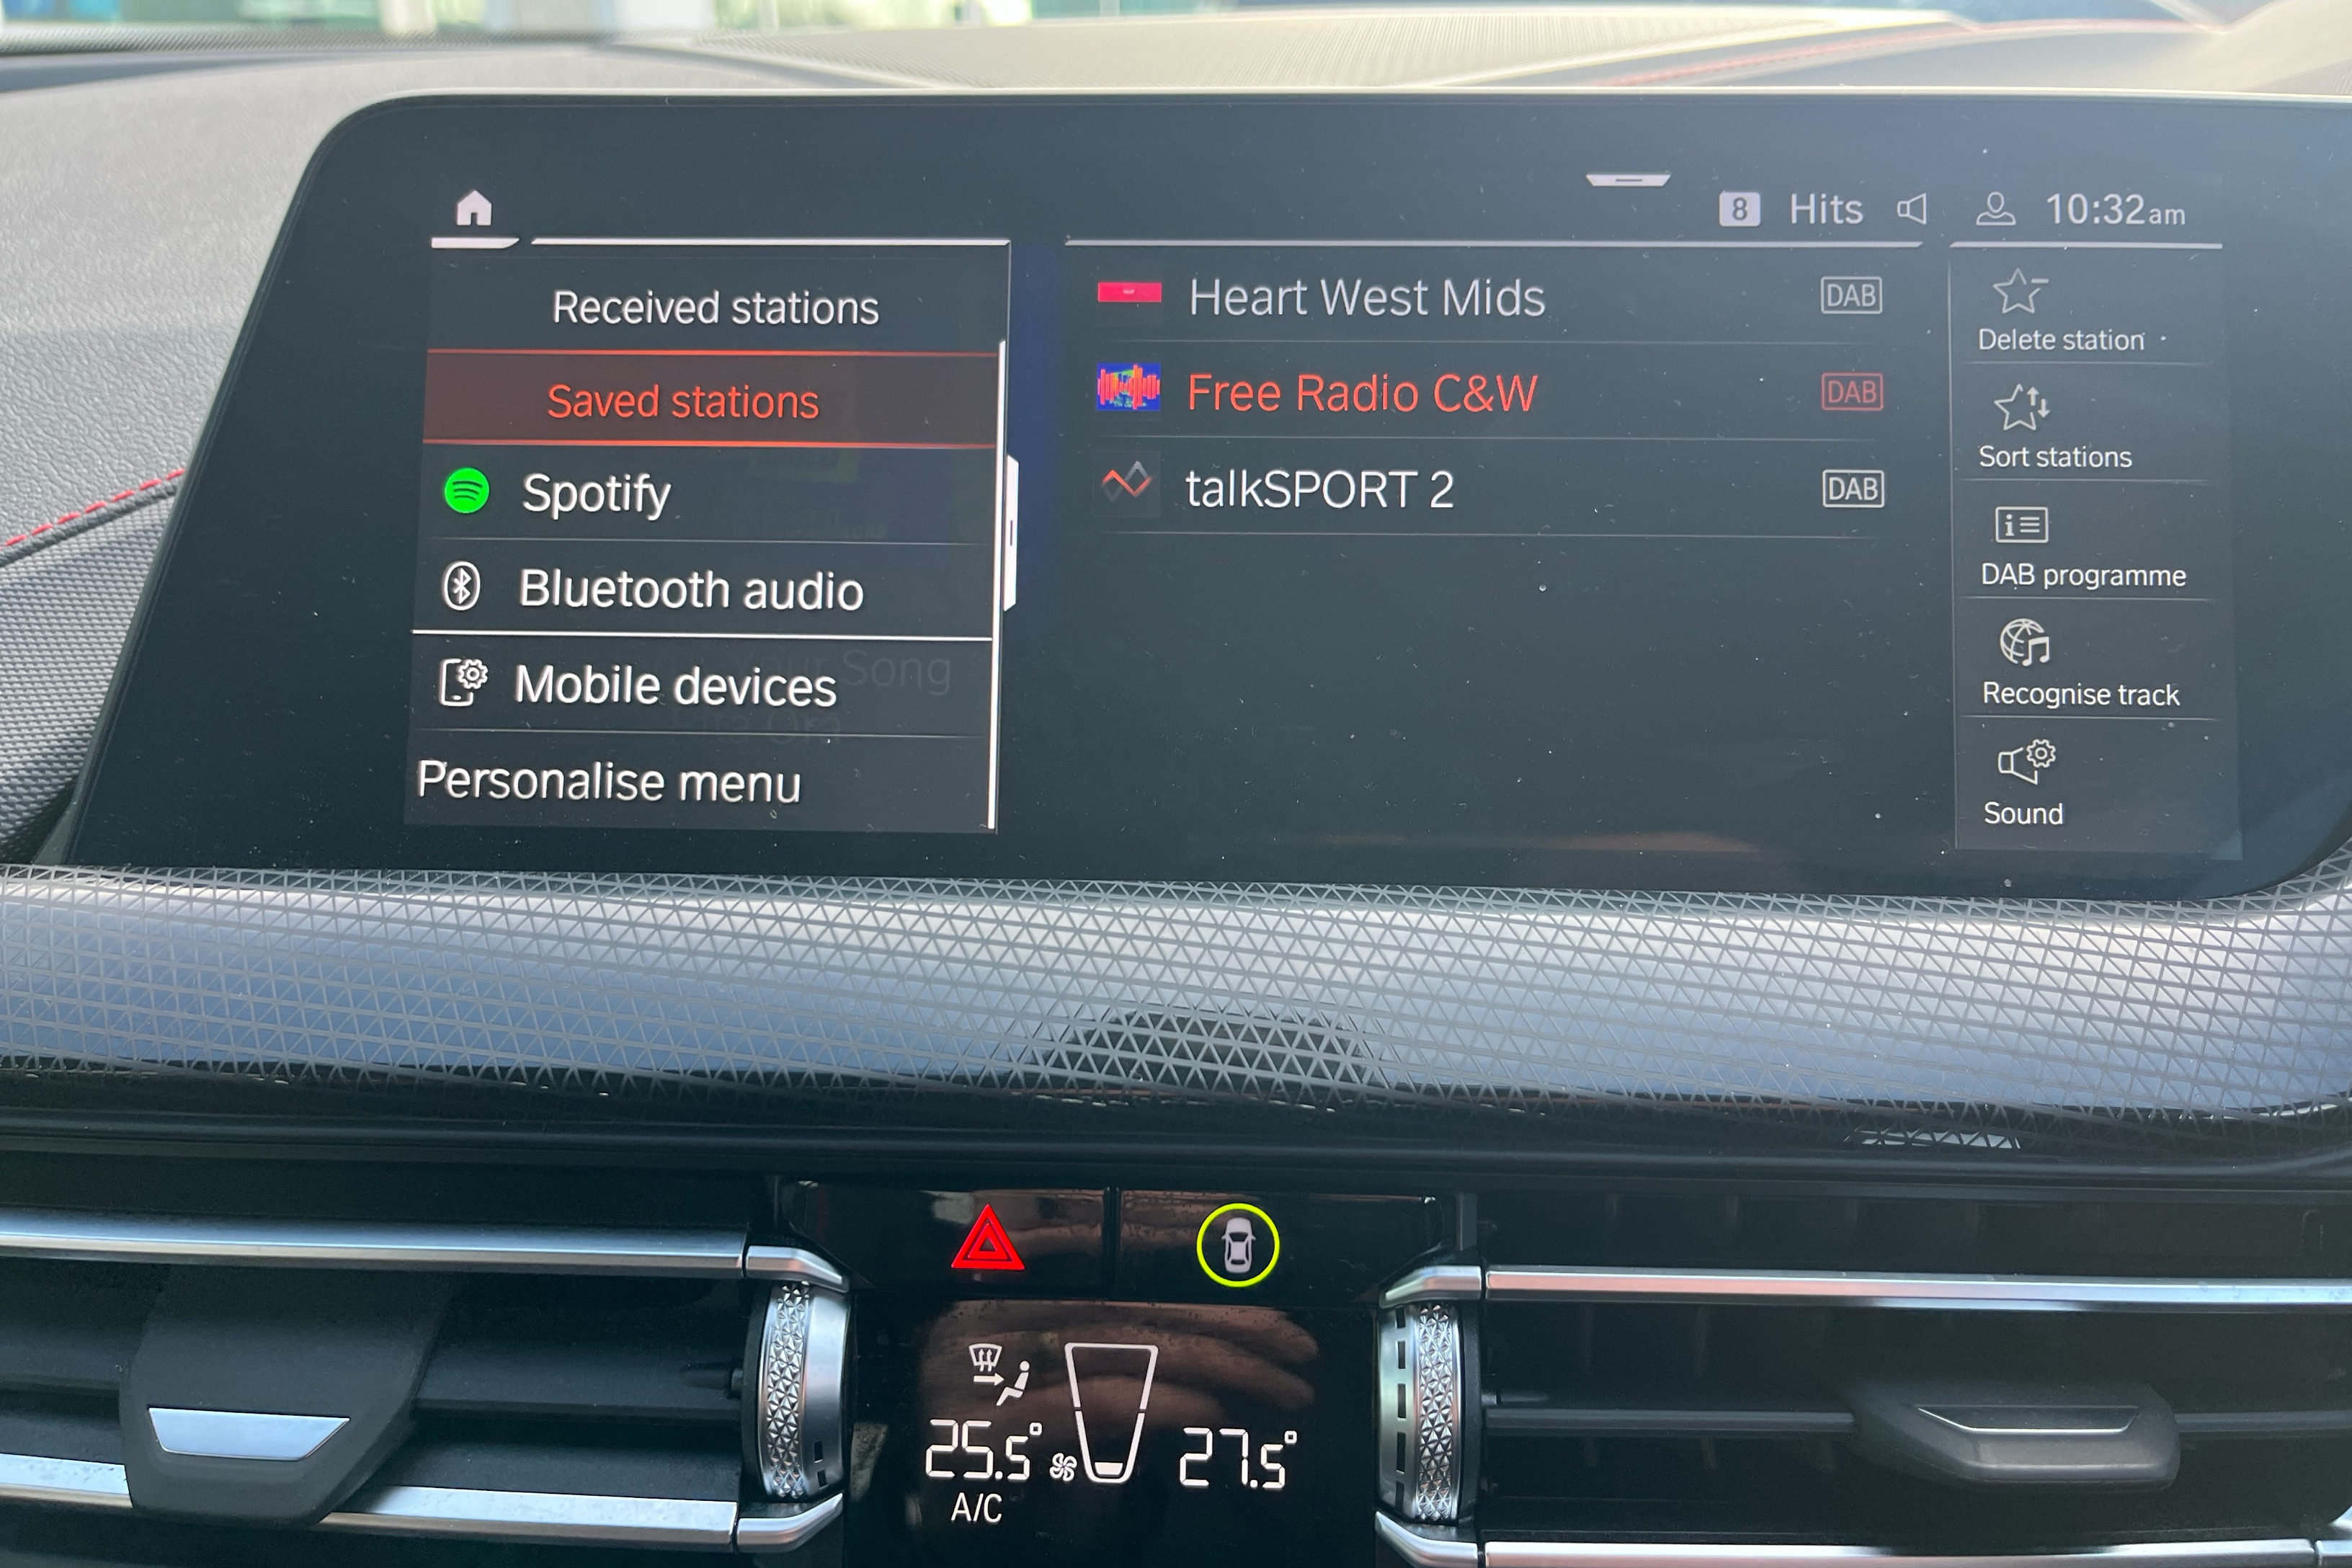 8 Hits 10:32am
Received stations
Saved stations
Spotify
Bluetooth audio
Mobile devices
Personalise menu
Your Song
Heart West Mids DAB
Free Radio C&W DAB
talkSPORT 2 DAB
Delete station
Sort stations
DAB programme
Recognise track
Sound
25.5° 27.5°
A/C